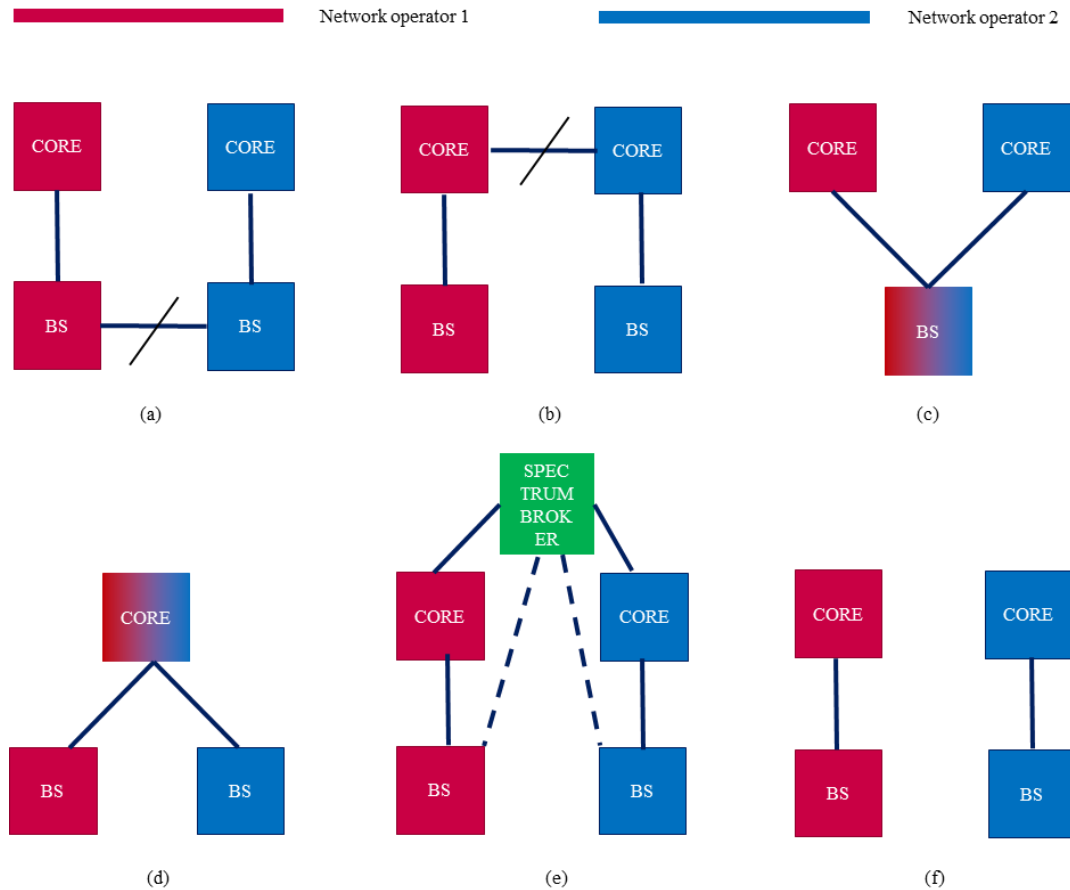 Network operator 1
Network operator 2
CORE
CORE
BS
BS
(a)
CORE
CORE
BS
BS
(b)
CORE
CORE
BS
(c)
CORE
BS
BS
(d)
SPEC
TRUM
BROK
ER
CORE
CORE
BS
BS
(e)
CORE
CORE
BS
BS
(f)